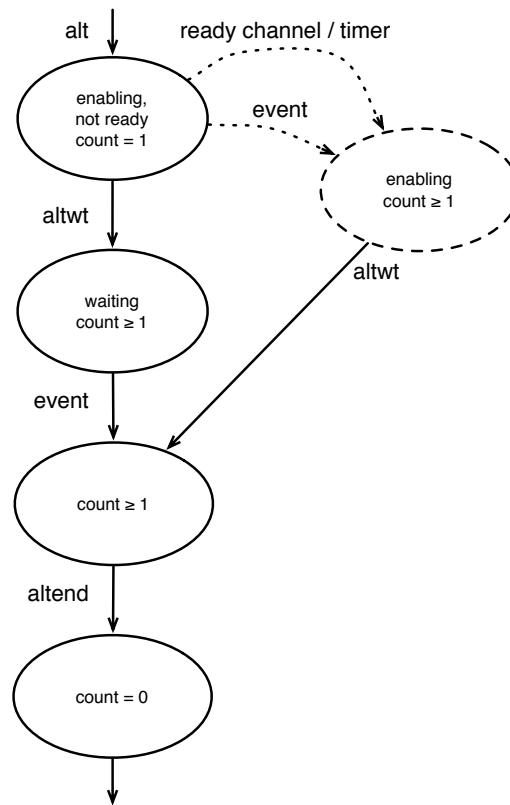 alt
ready channel / timer
enabling,
not ready
count = 1
event
enabling
count ≥ 1
altwt
altwt
waiting
count ≥ 1
event
count ≥ 1
altend
count = 0